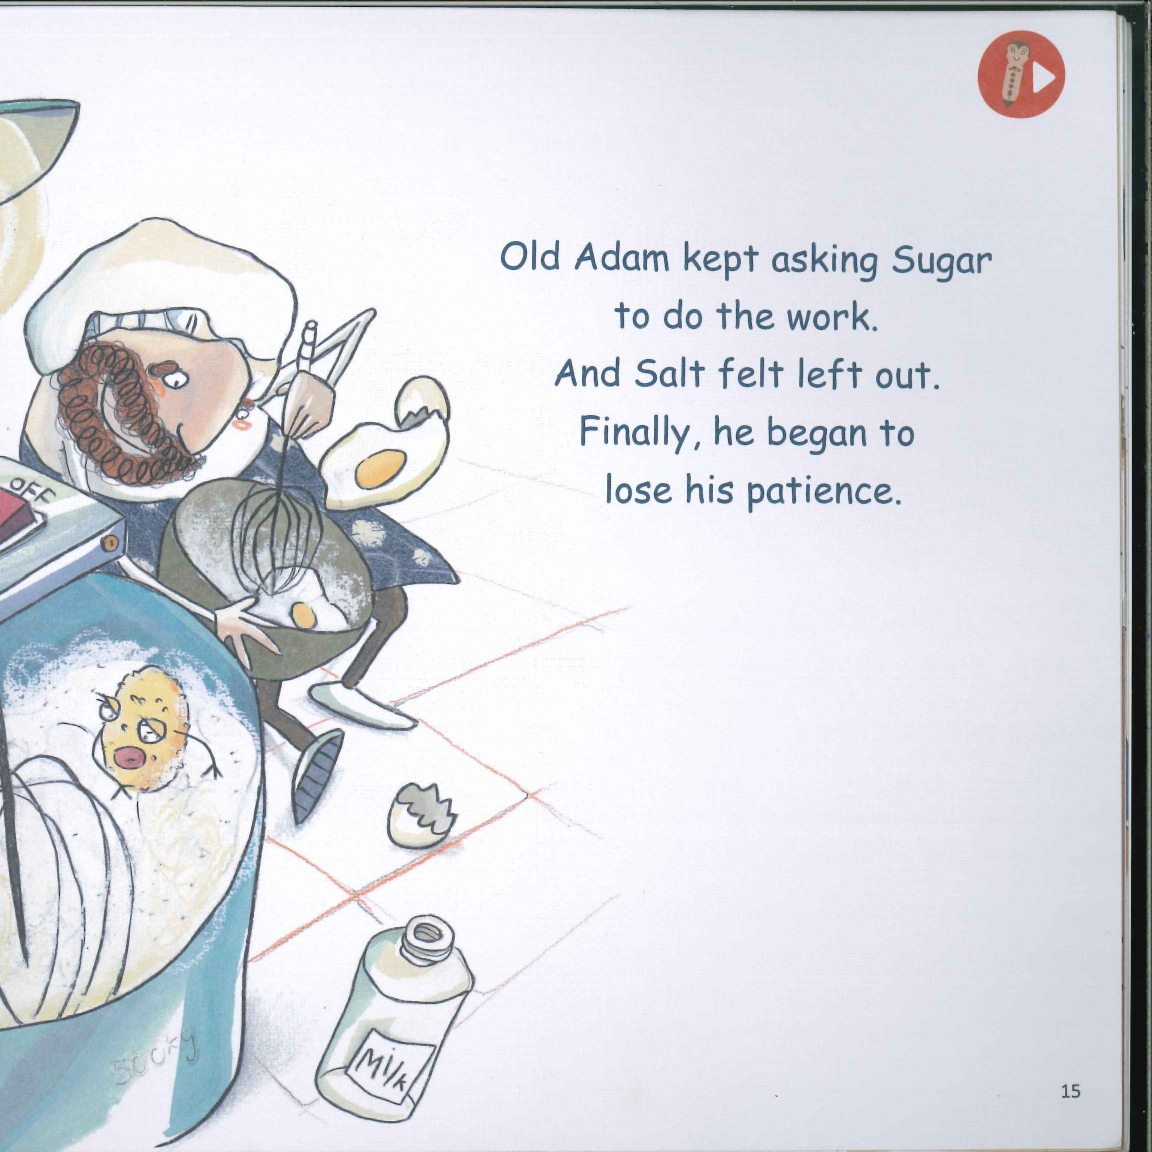 Old Adam kept asking Sugar
to do the work.
And Salt felt left out.
Finally, he began to
lose his patience.
OFF
Milk
15